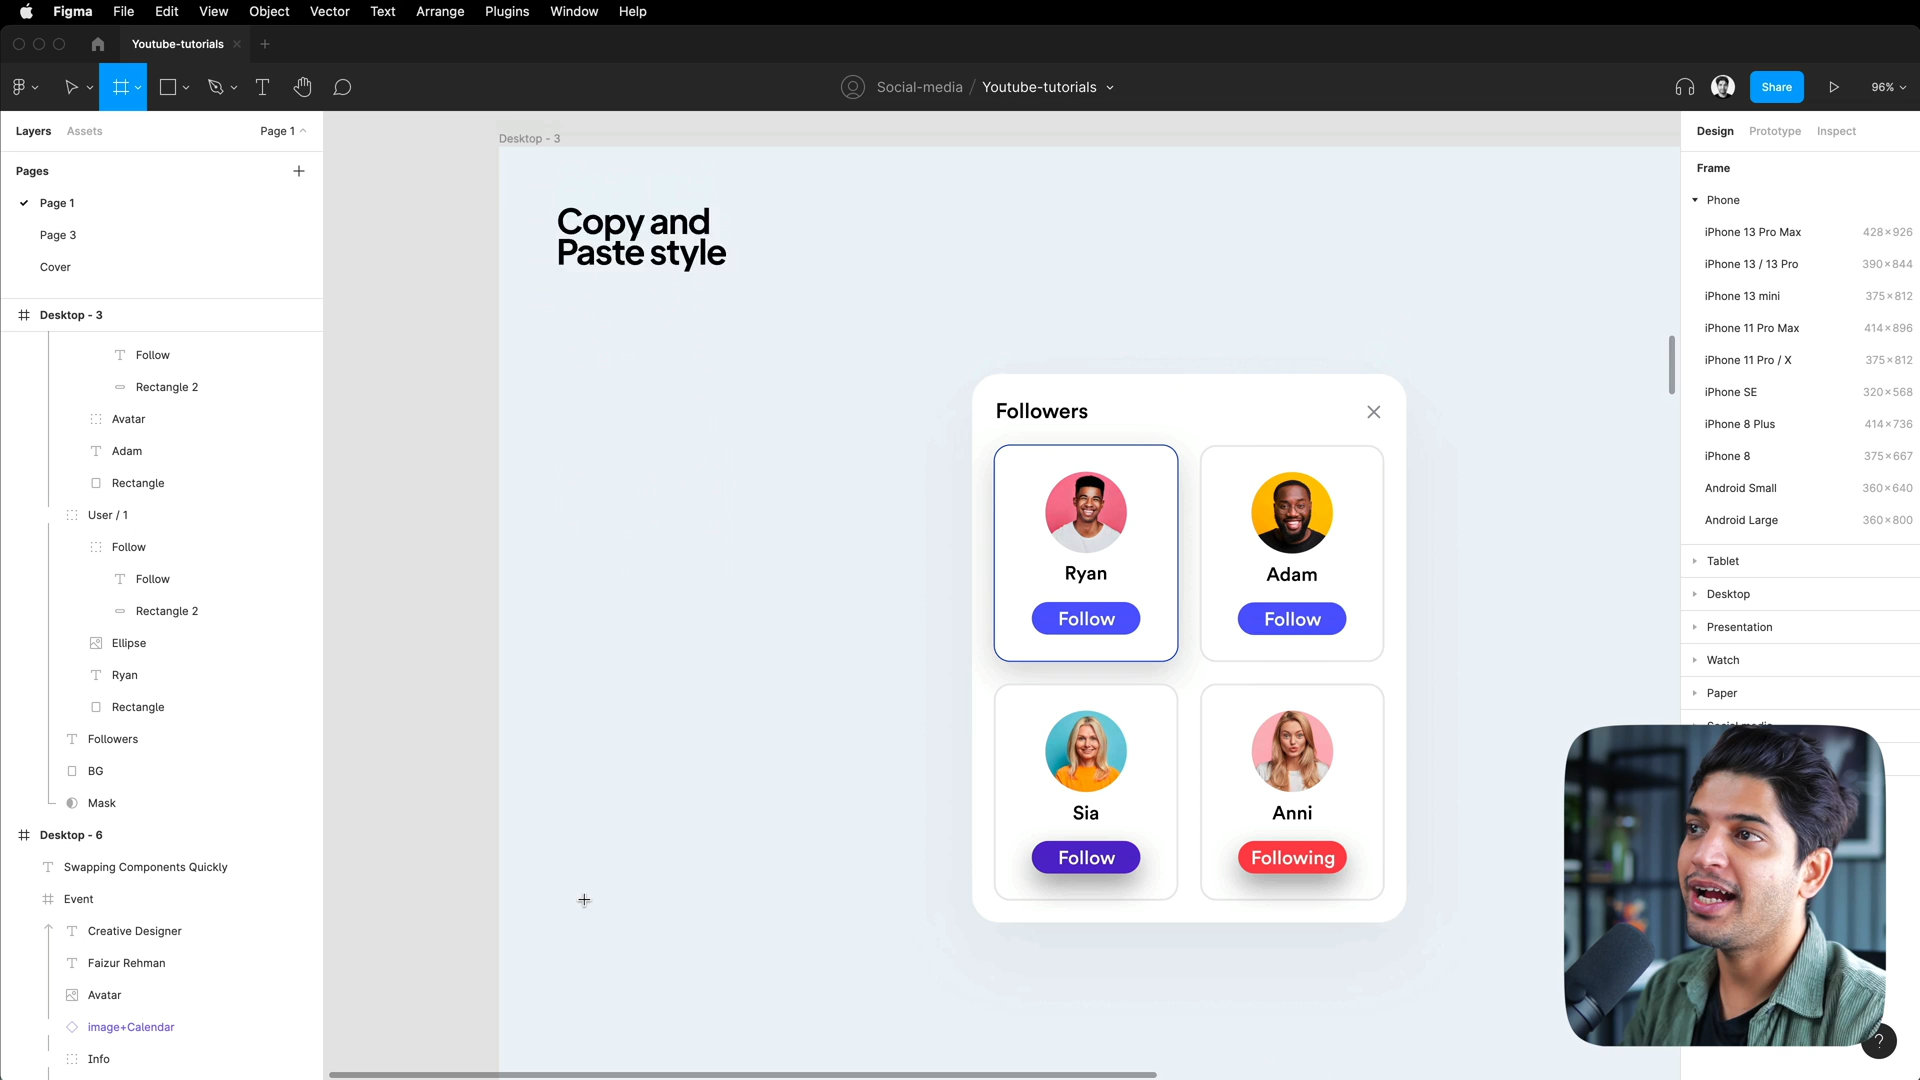 Figma File Edit View Object Vector Text Arrange Plugins Window Help
Youtube-tutorials
Social-media / Youtube-tutorials
Share
96%
Layers Assets Page 1
Pages
Page 1
Page 3
Cover
Desktop - 3
Follow
Rectangle 2
Avatar
Adam
Rectangle
User / 1
Follow
Follow
Rectangle 2
Ellipse
Ryan
Rectangle
Followers
BG
Mask
Desktop - 6
Swapping Components Quickly
Event
Creative Designer
Faizur Rehman
Avatar
image+Calendar
Info
Desktop - 3
Copy and
Paste style
Followers
Ryan
Follow
Adam
Follow
Sia
Follow
Anni
Following
Design Prototype Inspect
Frame
Phone
iPhone 13 Pro Max 428×926
iPhone 13 / 13 Pro 390×844
iPhone 13 mini 375×812
iPhone 11 Pro Max 414×896
iPhone 11 Pro / X 375×812
iPhone SE 320×568
iPhone 8 Plus 414×736
iPhone 8 375×667
Android Small 360×640
Android Large 360×800
Tablet
Desktop
Presentation
Watch
Paper
Social media
?